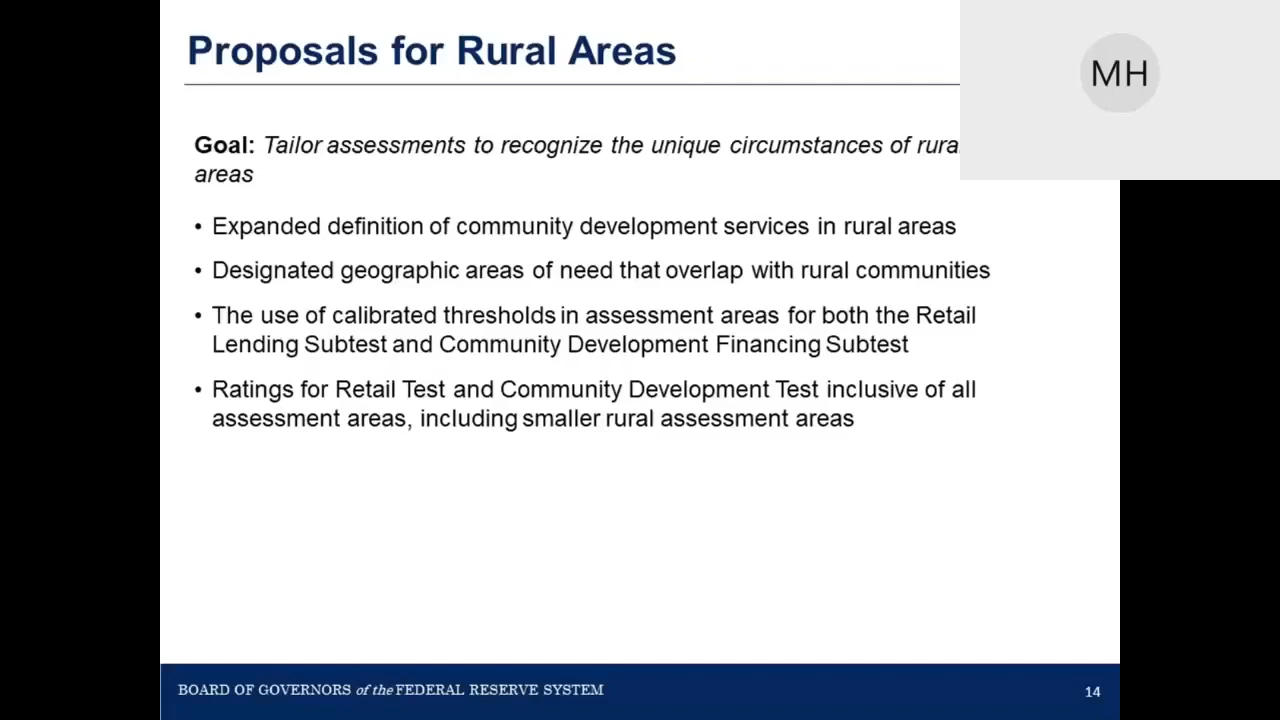 Proposals for Rural Areas
MH
Goal: Tailor assessments to recognize the unique circumstances of
areas
• Expanded definition of community development services in rural areas
• Designated geographic areas of need that overlap with rural communities
• The use of calibrated thresholds in assessment areas for both the Retail
Lending Subtest and Community Development Financing Subtest
• Ratings for Retail Test and Community Development Test inclusive of all
assessment areas, including smaller rural assessment areas
BOARD OF GOVERNORS of the FEDERAL RESERVE SYSTEM
14